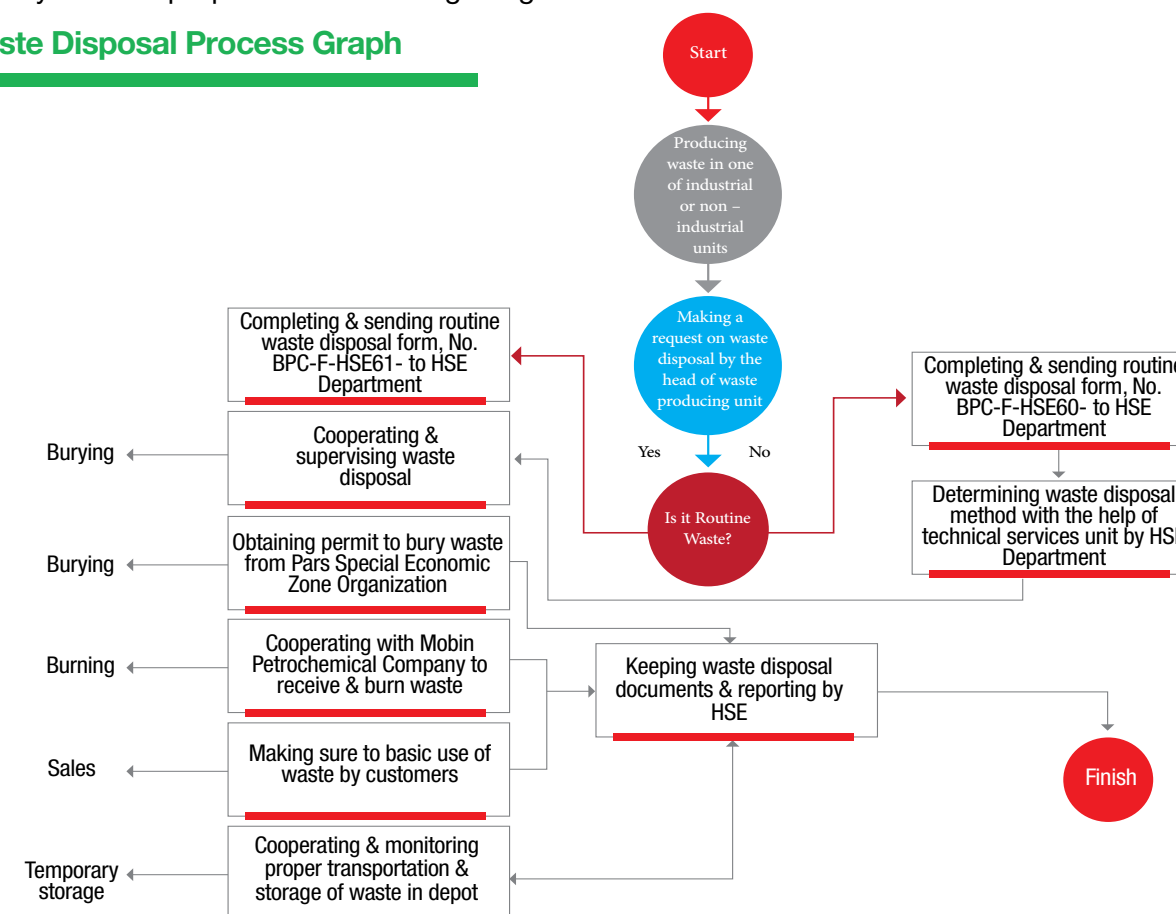 ste Disposal Process Graph
Start
Producing
waste in one
of industrial
or non –
industrial
units
Making a
request on waste
disposal by the
head of waste
producing unit
Yes
No
Is it Routine
Waste?
Completing & sending routine
waste disposal form, No.
BPC-F-HSE61- to HSE
Department
Completing & sending routine
waste disposal form, No.
BPC-F-HSE60- to HSE
Department
Determining waste disposal
method with the help of
technical services unit by HSE
Department
Burying
Cooperating &
supervising waste
disposal
Burying
Obtaining permit to bury waste
from Pars Special Economic
Zone Organization
Burning
Cooperating with Mobin
Petrochemical Company to
receive & burn waste
Keeping waste disposal
documents & reporting by
HSE
Sales
Making sure to basic use of
waste by customers
Finish
Temporary
storage
Cooperating & monitoring
proper transportation &
storage of waste in depot